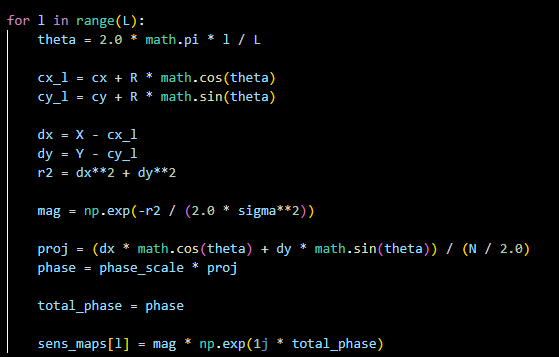 for l in range(L):
    theta = 2.0 * math.pi * l / L
    cx_l = cx + R * math.cos(theta)
    cy_l = cy + R * math.sin(theta)
    dx = X - cx_l
    dy = Y - cy_l
    r2 = dx**2 + dy**2
    mag = np.exp(-r2 / (2.0 * sigma**2))
    proj = (dx * math.cos(theta) + dy * math.sin(theta)) / (N / 2.0)
    phase = phase_scale * proj
    total_phase = phase
    sens_maps[l] = mag * np.exp(1j * total_phase)